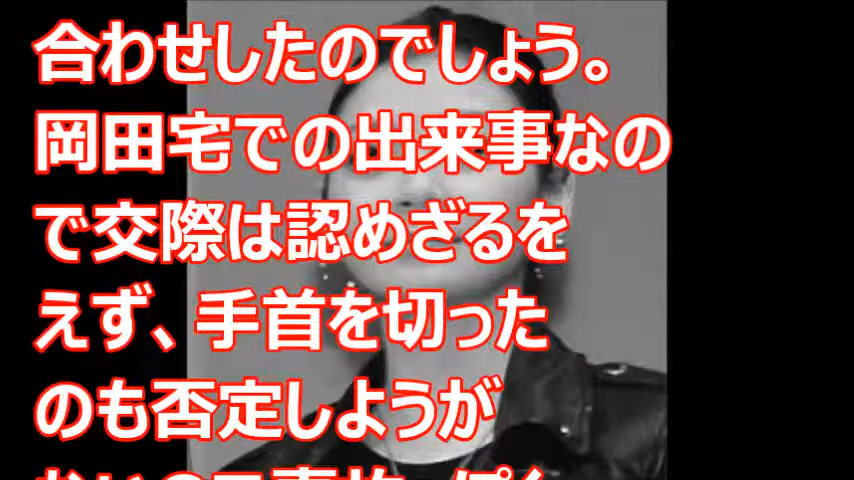 合わせしたのでしょう。
岡田宅での出来事なの
で交際は認めざるを
えず、手首を切った
のも否定しようが